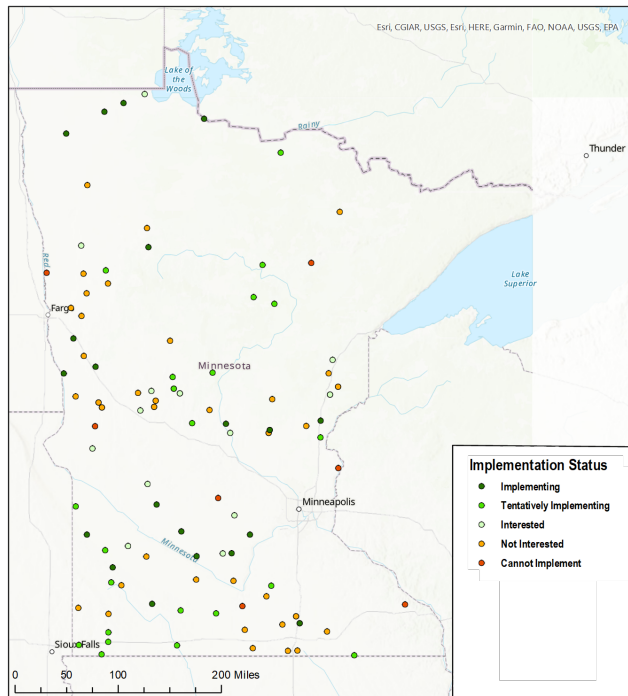 Esri, CGIAR, USGS, Esri, HERE, Garmin, FAO, NOAA, USGS, EPA
Lake of
the
Woods
Rainy
Thunder
Red
Lake
Superior
Farg
Minnesota
Implementation Status
Implementing
Tentatively Implementing
Interested
Not Interested
Cannot Implement
Minneapolis
Minnesota
Sioux Falls
0 50 100 200 Miles